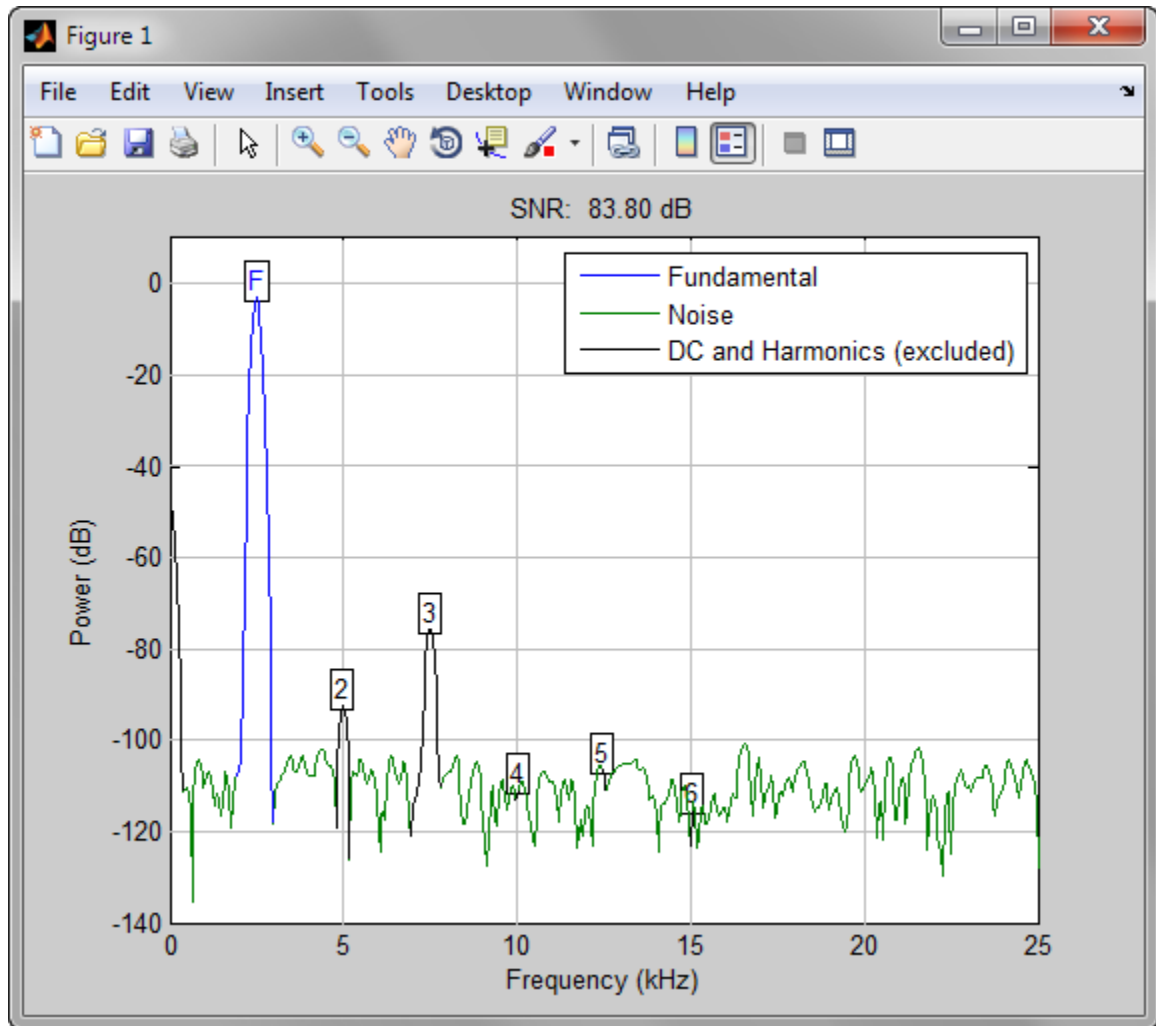 Figure 1
File Edit View Insert Tools Desktop Window Help
SNR: 83.80 dB
Fundamental
Noise
DC and Harmonics (excluded)
F
2
3
4
5
6
0
-20
-40
-60
-80
-100
-120
-140
Power (dB)
0 5 10 15 20 25
Frequency (kHz)